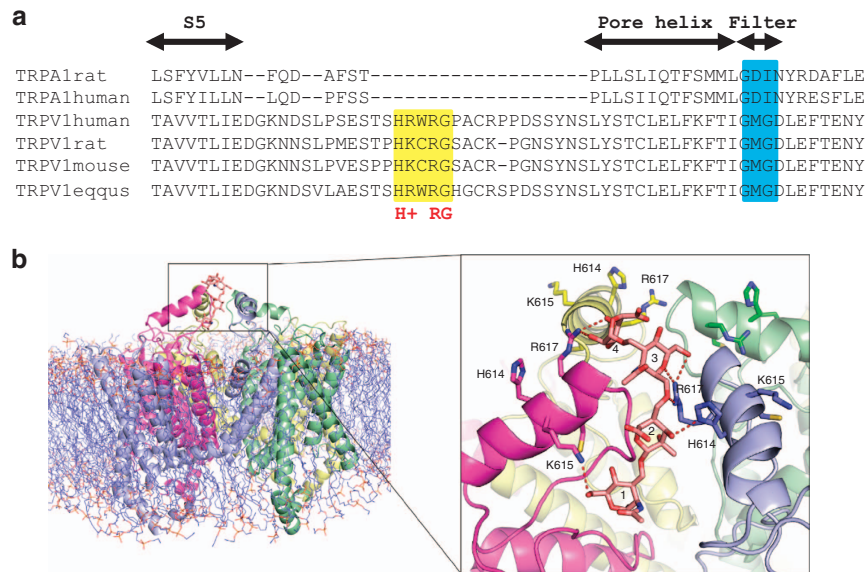 a
S5 Pore helix Filter
TRPA1rat LSFYVLLN--FQD--AFST------------------PLLSLIQTFSMMLGDINYRDAFLE
TRPA1human LSFYILLN--LQD--PFSS------------------PLLSIIQTFSMMLGDINYRESFLE
TRPV1human TAVVTLIEDGKNDSLPSESTSHRWRGPACRPPDSSYNSLYSTCLELFKFTIGMGDLEFTENY
TRPV1rat TAVVTLIEDGKNNSLPMESTPHKCRGSACK-PGNSYNSLYSTCLELFKFTIGMGDLEFTENY
TRPV1mouse TAVVTLIEDGKNNSLPVESPPHKCRGSACR-PGNSYNSLYSTCLELFKFTIGMGDLEFTENY
TRPV1eqqus TAVVTLIEDGKNDSVLAESTSHRWRGHGCRSPDSSYNSLYSTCLELFKFTIGMGDLEFTENY
H+ RG
b
H614
K615 R617
4
R617 3
H614 R617 K615
2
H614
K615
1